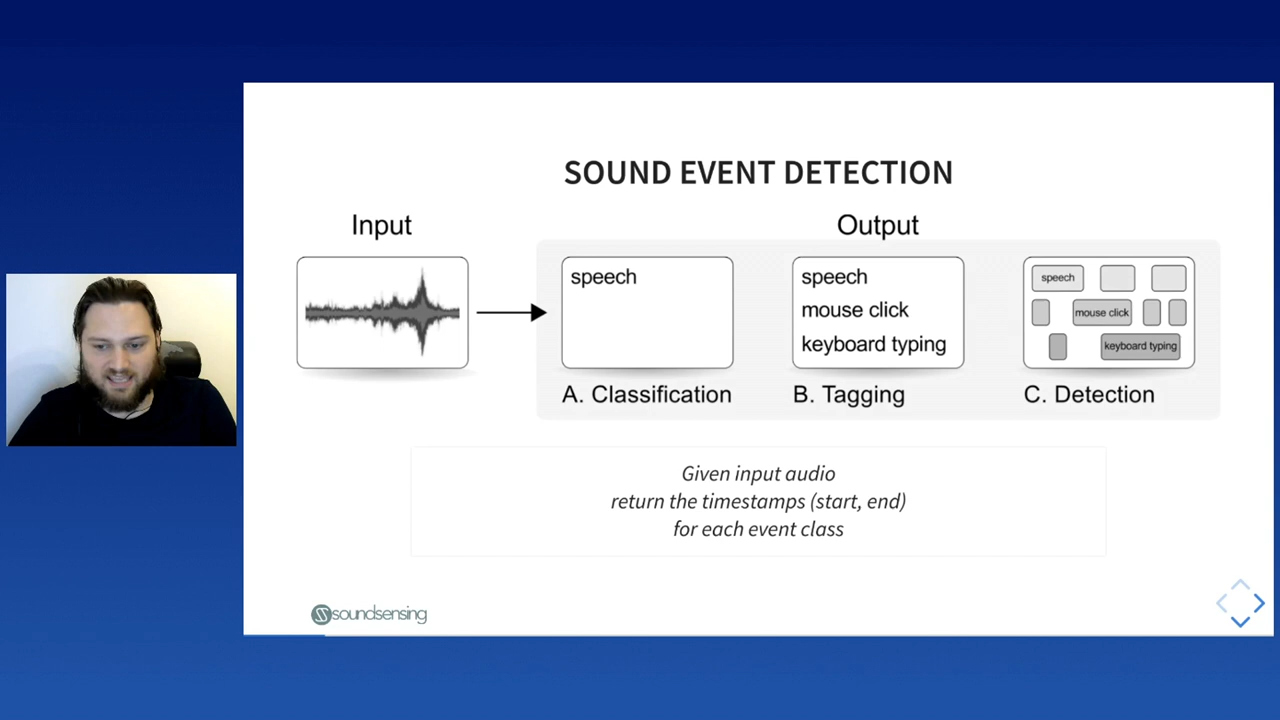 SOUND EVENT DETECTION
Input
Output
speech
A. Classification
speech
mouse click
keyboard typing
B. Tagging
speech
mouse click
keyboard typing
C. Detection
Given input audio
return the timestamps (start, end)
for each event class
soundsensing